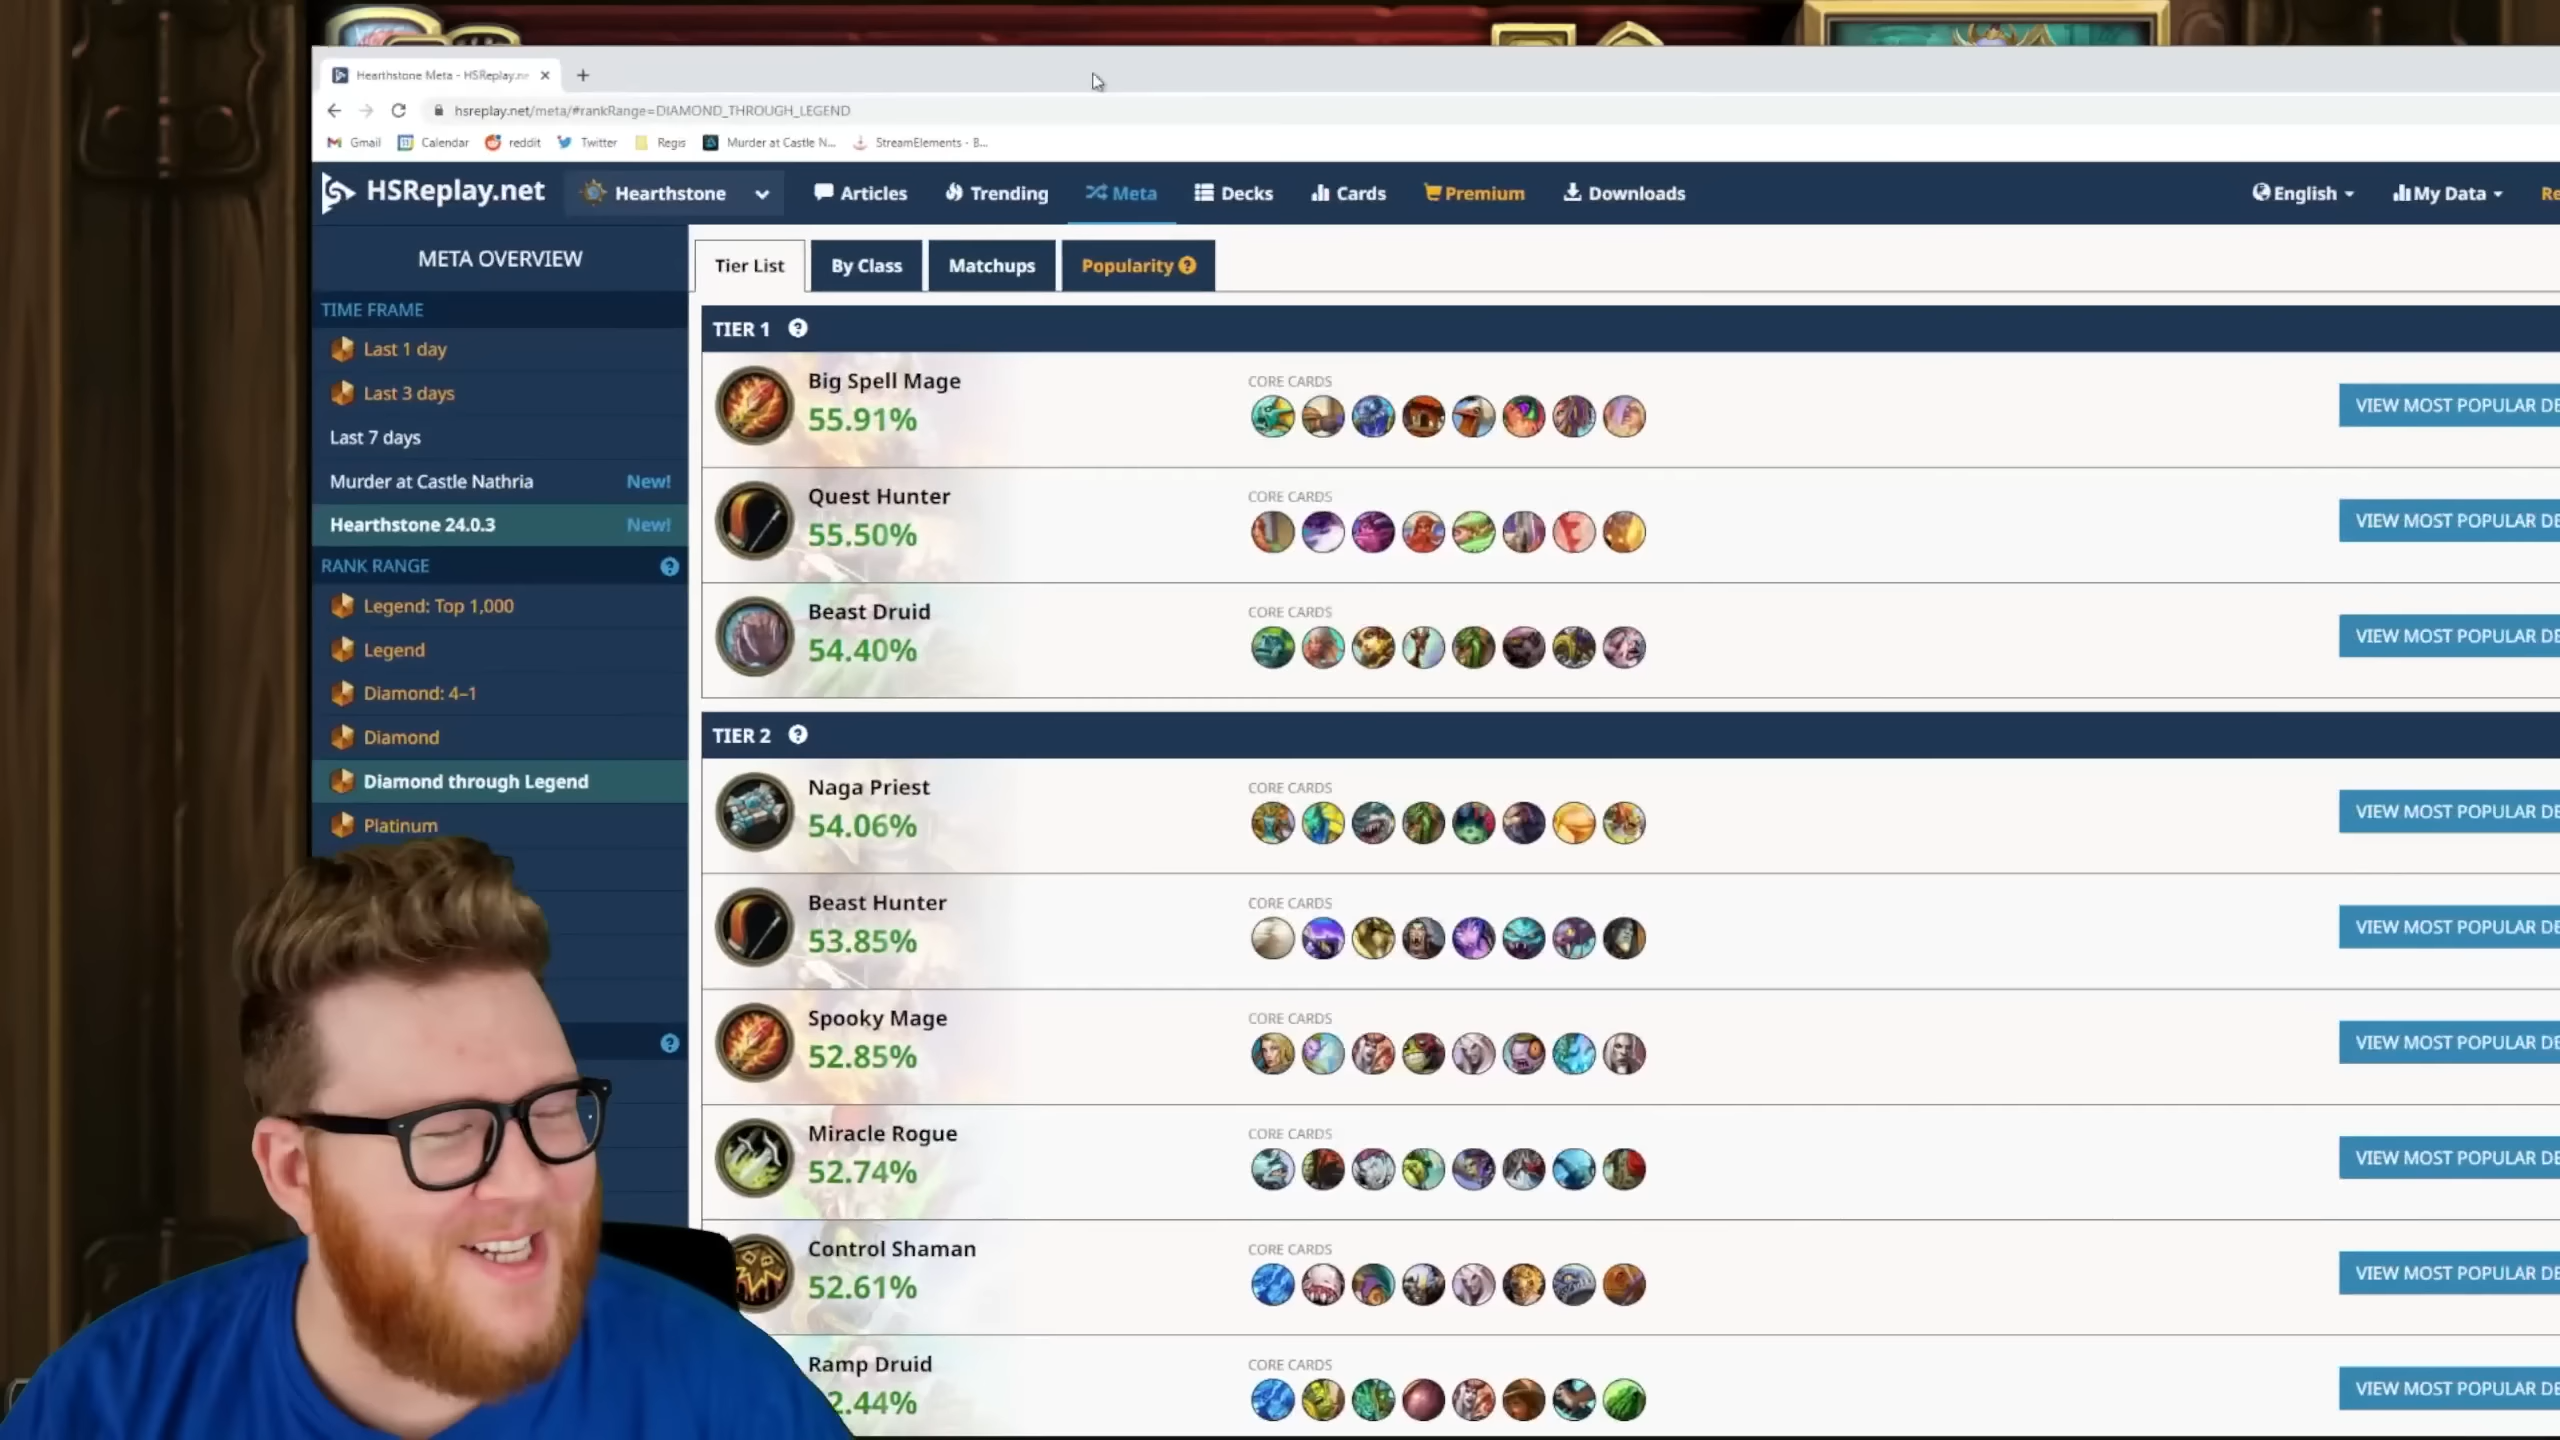 Hearthstone Meta - HSReplay.ne
hsreplay.net/meta/#rankRange=DIAMOND_THROUGH_LEGEND
Gmail Calendar reddit Twitter Regis Murder at Castle N... StreamElements - B...
HSReplay.net Hearthstone Articles Trending Meta Decks Cards Premium Downloads English My Data Re
META OVERVIEW
Tier List By Class Matchups Popularity
TIME FRAME
Last 1 day
Last 3 days
Last 7 days
Murder at Castle Nathria New!
Hearthstone 24.0.3 New!
RANK RANGE
Legend: Top 1,000
Legend
Diamond: 4–1
Diamond
Diamond through Legend
Platinum
TIER 1
Big Spell Mage
55.91%
CORE CARDS
VIEW MOST POPULAR DE
Quest Hunter
55.50%
CORE CARDS
VIEW MOST POPULAR DE
Beast Druid
54.40%
CORE CARDS
VIEW MOST POPULAR DE
TIER 2
Naga Priest
54.06%
CORE CARDS
VIEW MOST POPULAR DE
Beast Hunter
53.85%
CORE CARDS
VIEW MOST POPULAR DE
Spooky Mage
52.85%
CORE CARDS
VIEW MOST POPULAR DE
Miracle Rogue
52.74%
CORE CARDS
VIEW MOST POPULAR DE
Control Shaman
52.61%
CORE CARDS
VIEW MOST POPULAR DE
Ramp Druid
2.44%
CORE CARDS
VIEW MOST POPULAR DE